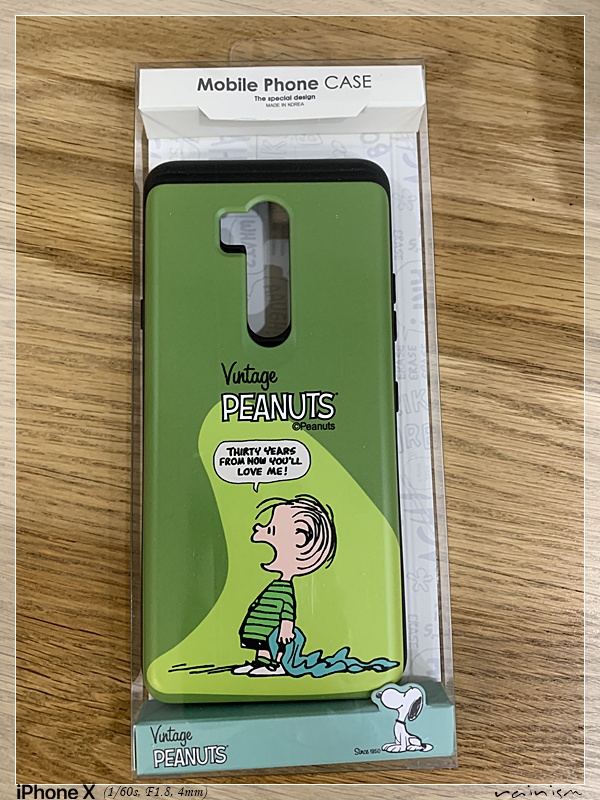 Mobile Phone CASE
The special design
MADE IN KOREA
Vintage
PEANUTS
©Peanuts
THIRTY YEARS
FROM NOW YOU'LL
LOVE ME!
Vintage
PEANUTS
Since 1950
iPhone X (1/60s, F1.8, 4mm)
rainism